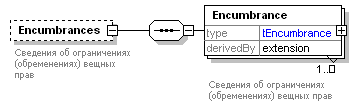 Encumbrance
Encumbrances
type tEncumbrance
derivedBy extension
Сведения об ограничениях
(обременениях) вещных
прав
1..
Сведения об ограничениях
(обременениях) вещных прав